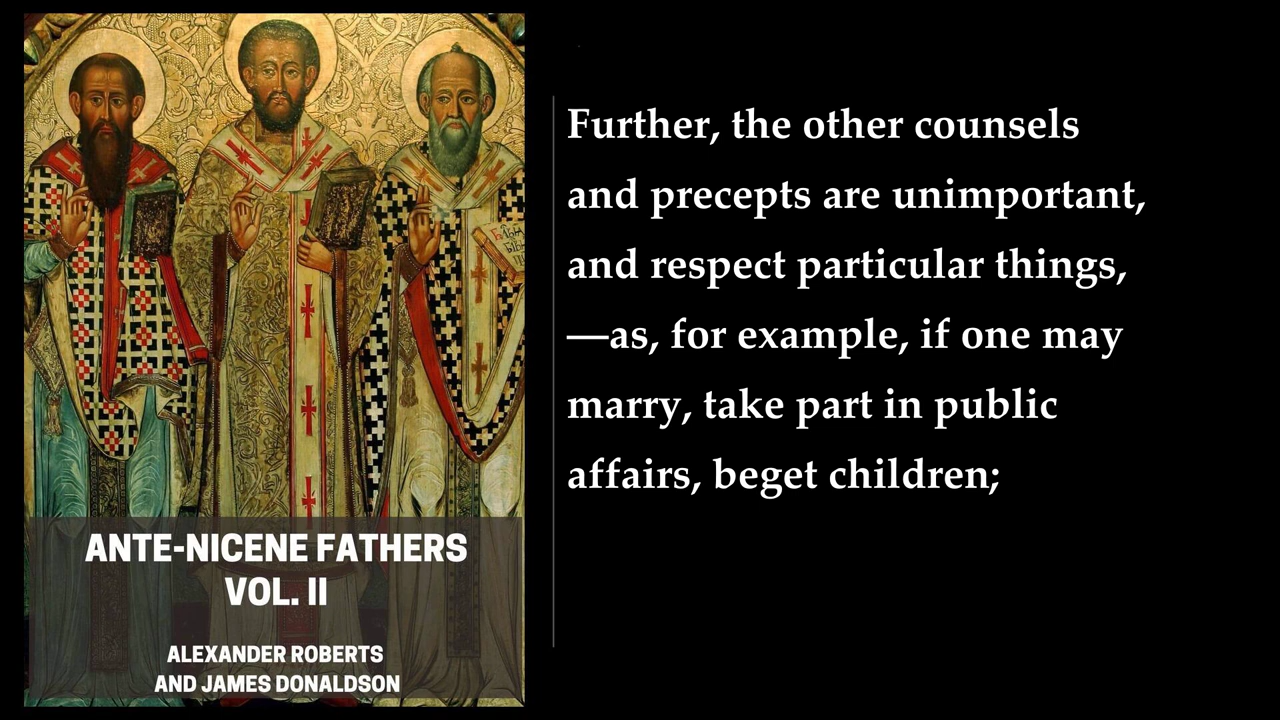 Further, the other counsels
and precepts are unimportant,
and respect particular things,
—as, for example, if one may
marry, take part in public
affairs, beget children;
ANTE-NICENE FATHERS
VOL. II
ALEXANDER ROBERTS
AND JAMES DONALDSON